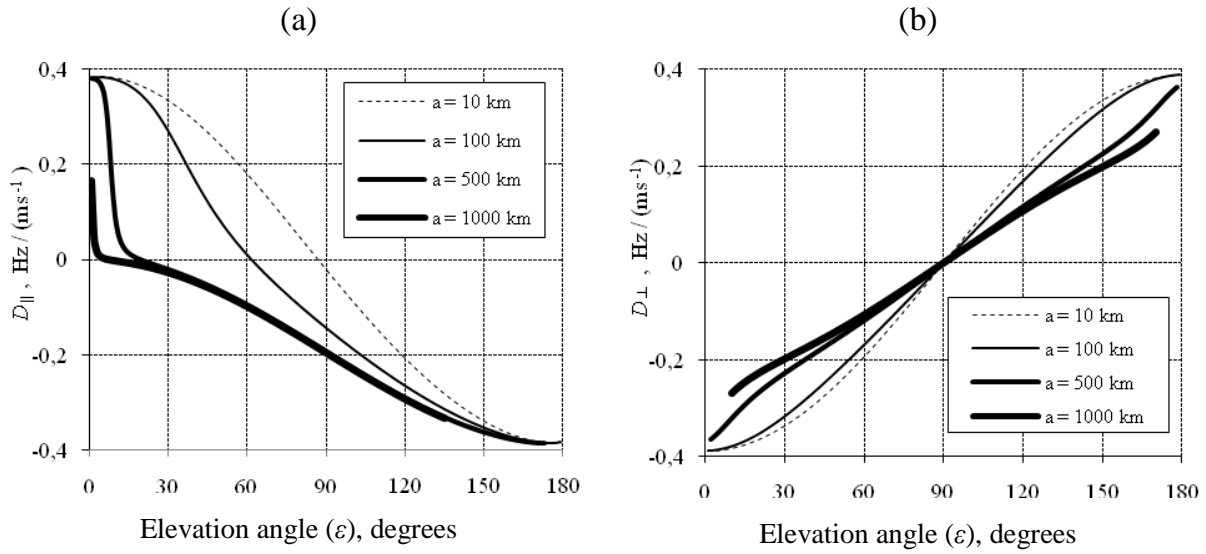 (a)
0,4
0,2
0
-0,2
-0,4
D|| , Hz / (ms-1)
a = 10 km
a = 100 km
a = 500 km
a = 1000 km
0 30 60 90 120 150 180
Elevation angle (ε), degrees
(b)
0,4
0,2
0
-0,2
-0,4
D⊥ , Hz / (ms-1)
a = 10 km
a = 100 km
a = 500 km
a = 1000 km
0 30 60 90 120 150 180
Elevation angle (ε), degrees